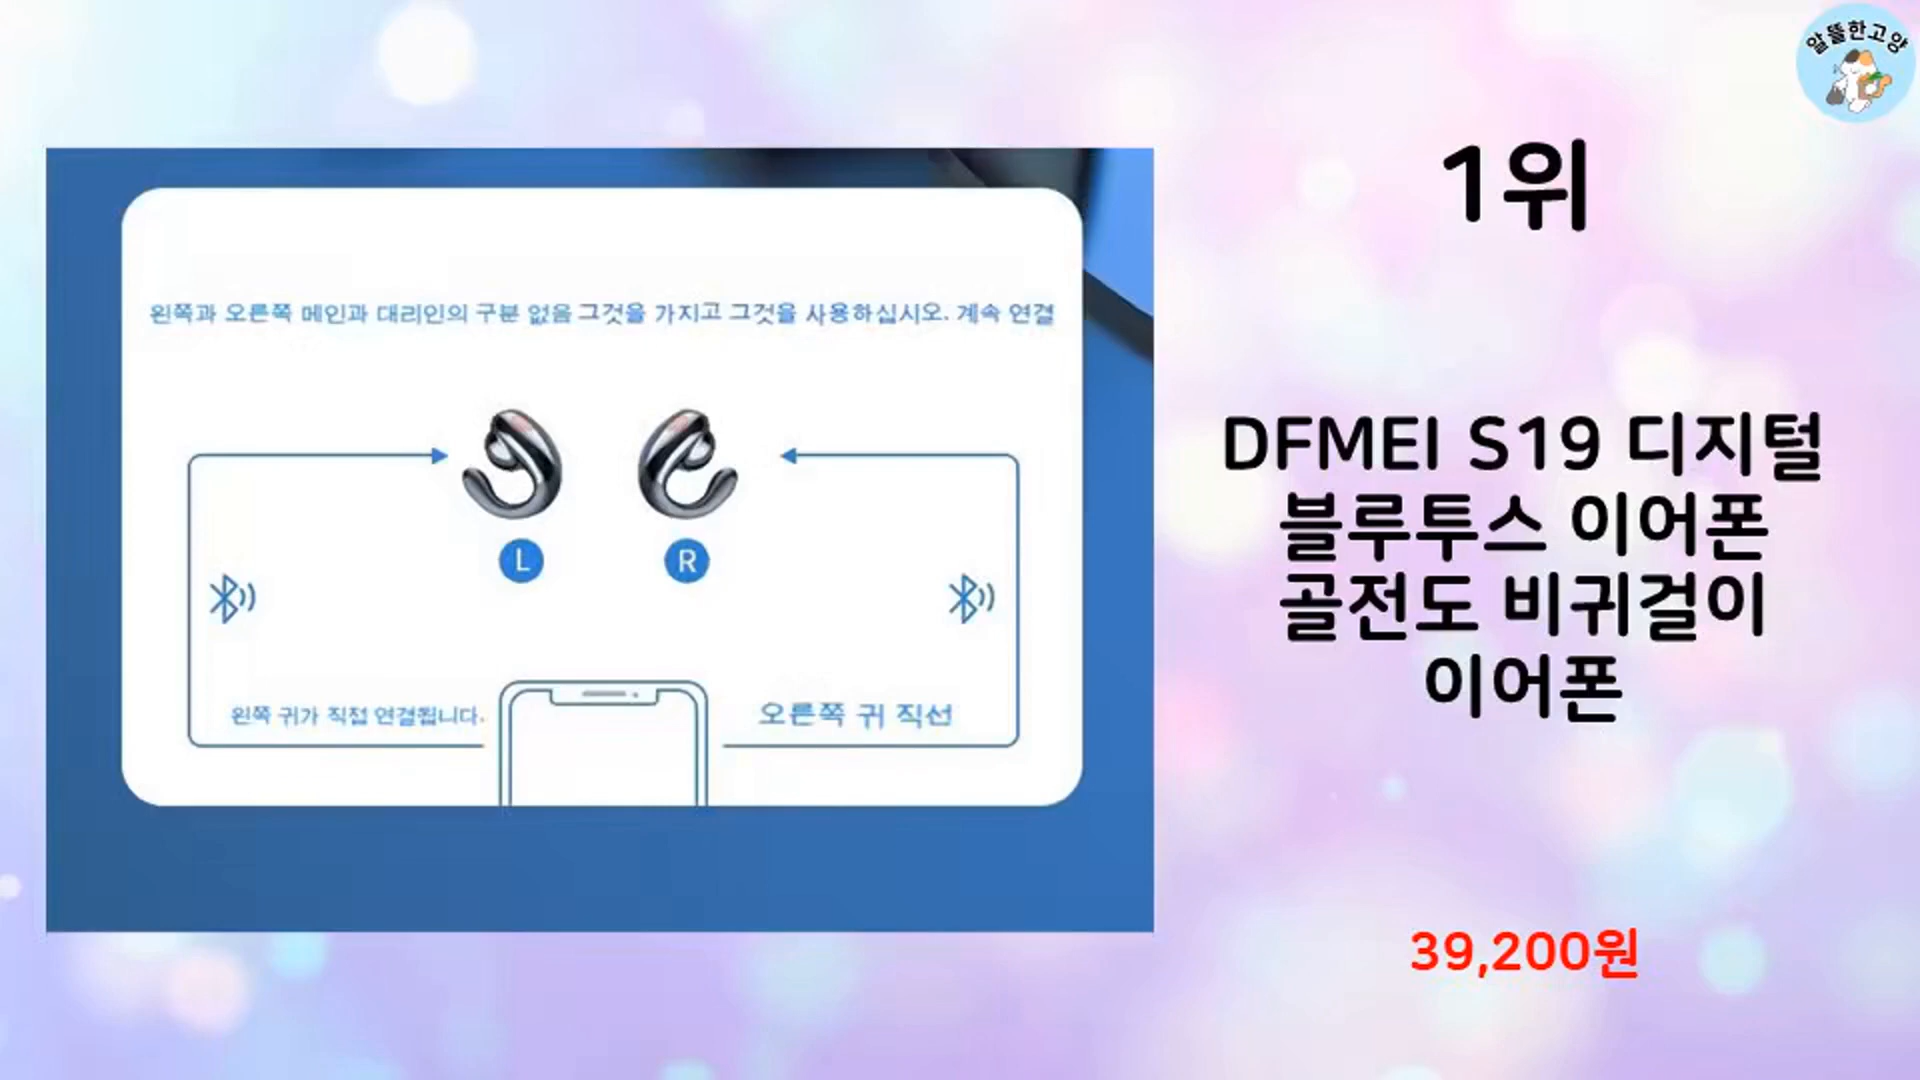 알뜰한고양
1위
왼쪽과 오른쪽 메인과 대리인의 구분 없음 그것을 가지고 그것을 사용하십시오. 계속 연결
L
R
왼쪽 귀가 직접 연결됩니다.
오른쪽 귀 직선
DFMEI S19 디지털
블루투스 이어폰
골전도 비귀걸이
이어폰
39,200원